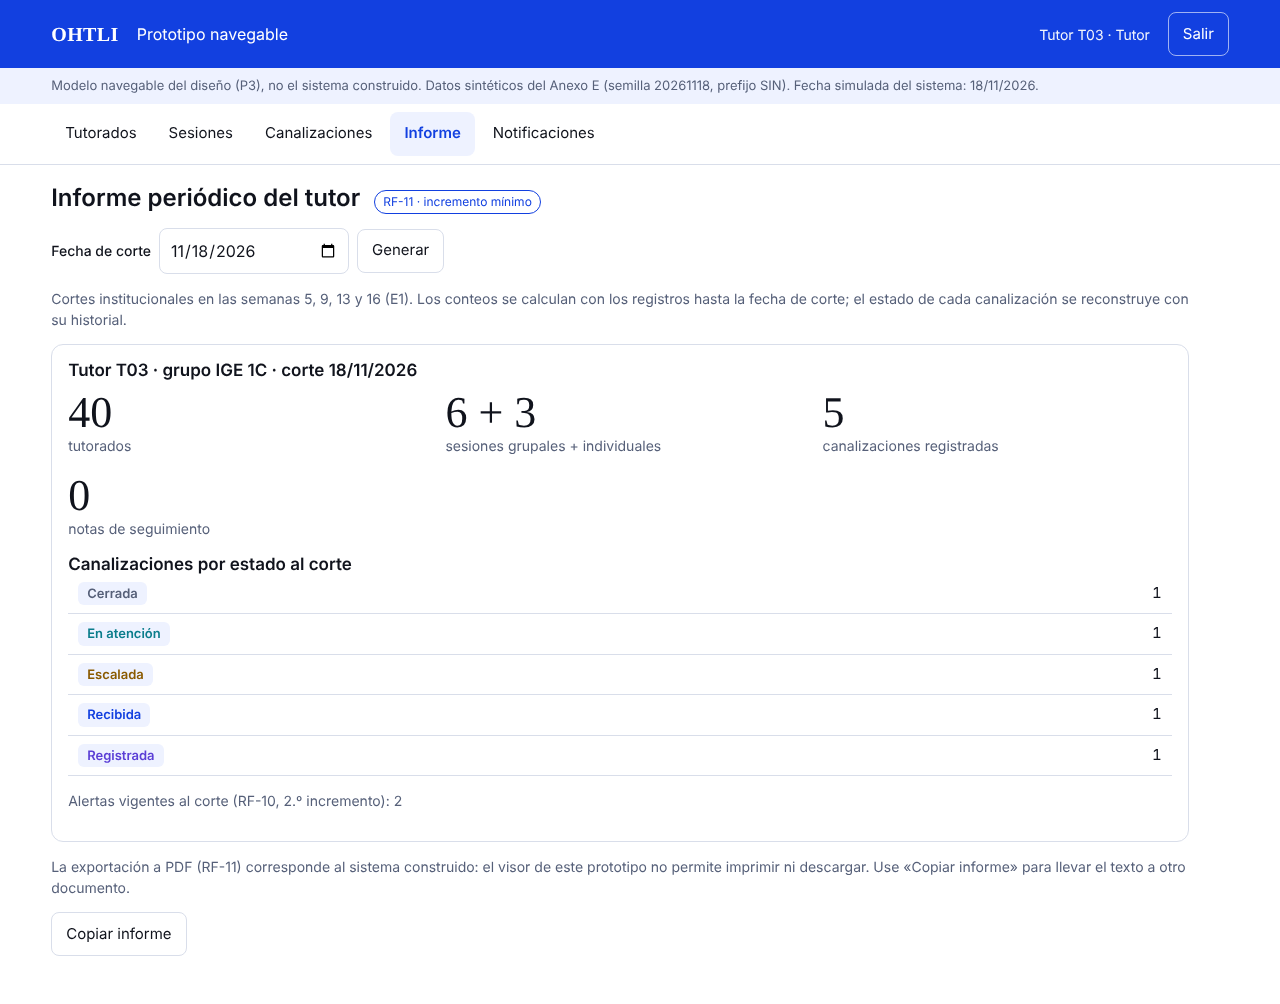 OHTLI Prototipo navegable Tutor T03 · Tutor Salir
Modelo navegable del diseño (P3), no el sistema construido. Datos sintéticos del Anexo E (semilla 20261118, prefijo SIN). Fecha simulada del sistema: 18/11/2026.
Tutorados Sesiones Canalizaciones Informe Notificaciones
Informe periódico del tutor RF-11 · incremento mínimo
Fecha de corte 11/18/2026 Generar
Cortes institucionales en las semanas 5, 9, 13 y 16 (E1). Los conteos se calculan con los registros hasta la fecha de corte; el estado de cada canalización se reconstruye con
su historial.
Tutor T03 · grupo IGE 1C · corte 18/11/2026
40 6 + 3 5
tutorados sesiones grupales + individuales canalizaciones registradas
0
notas de seguimiento
Canalizaciones por estado al corte
Cerrada 1
En atención 1
Escalada 1
Recibida 1
Registrada 1
Alertas vigentes al corte (RF-10, 2.º incremento): 2
La exportación a PDF (RF-11) corresponde al sistema construido: el visor de este prototipo no permite imprimir ni descargar. Use «Copiar informe» para llevar el texto a otro
documento.
Copiar informe